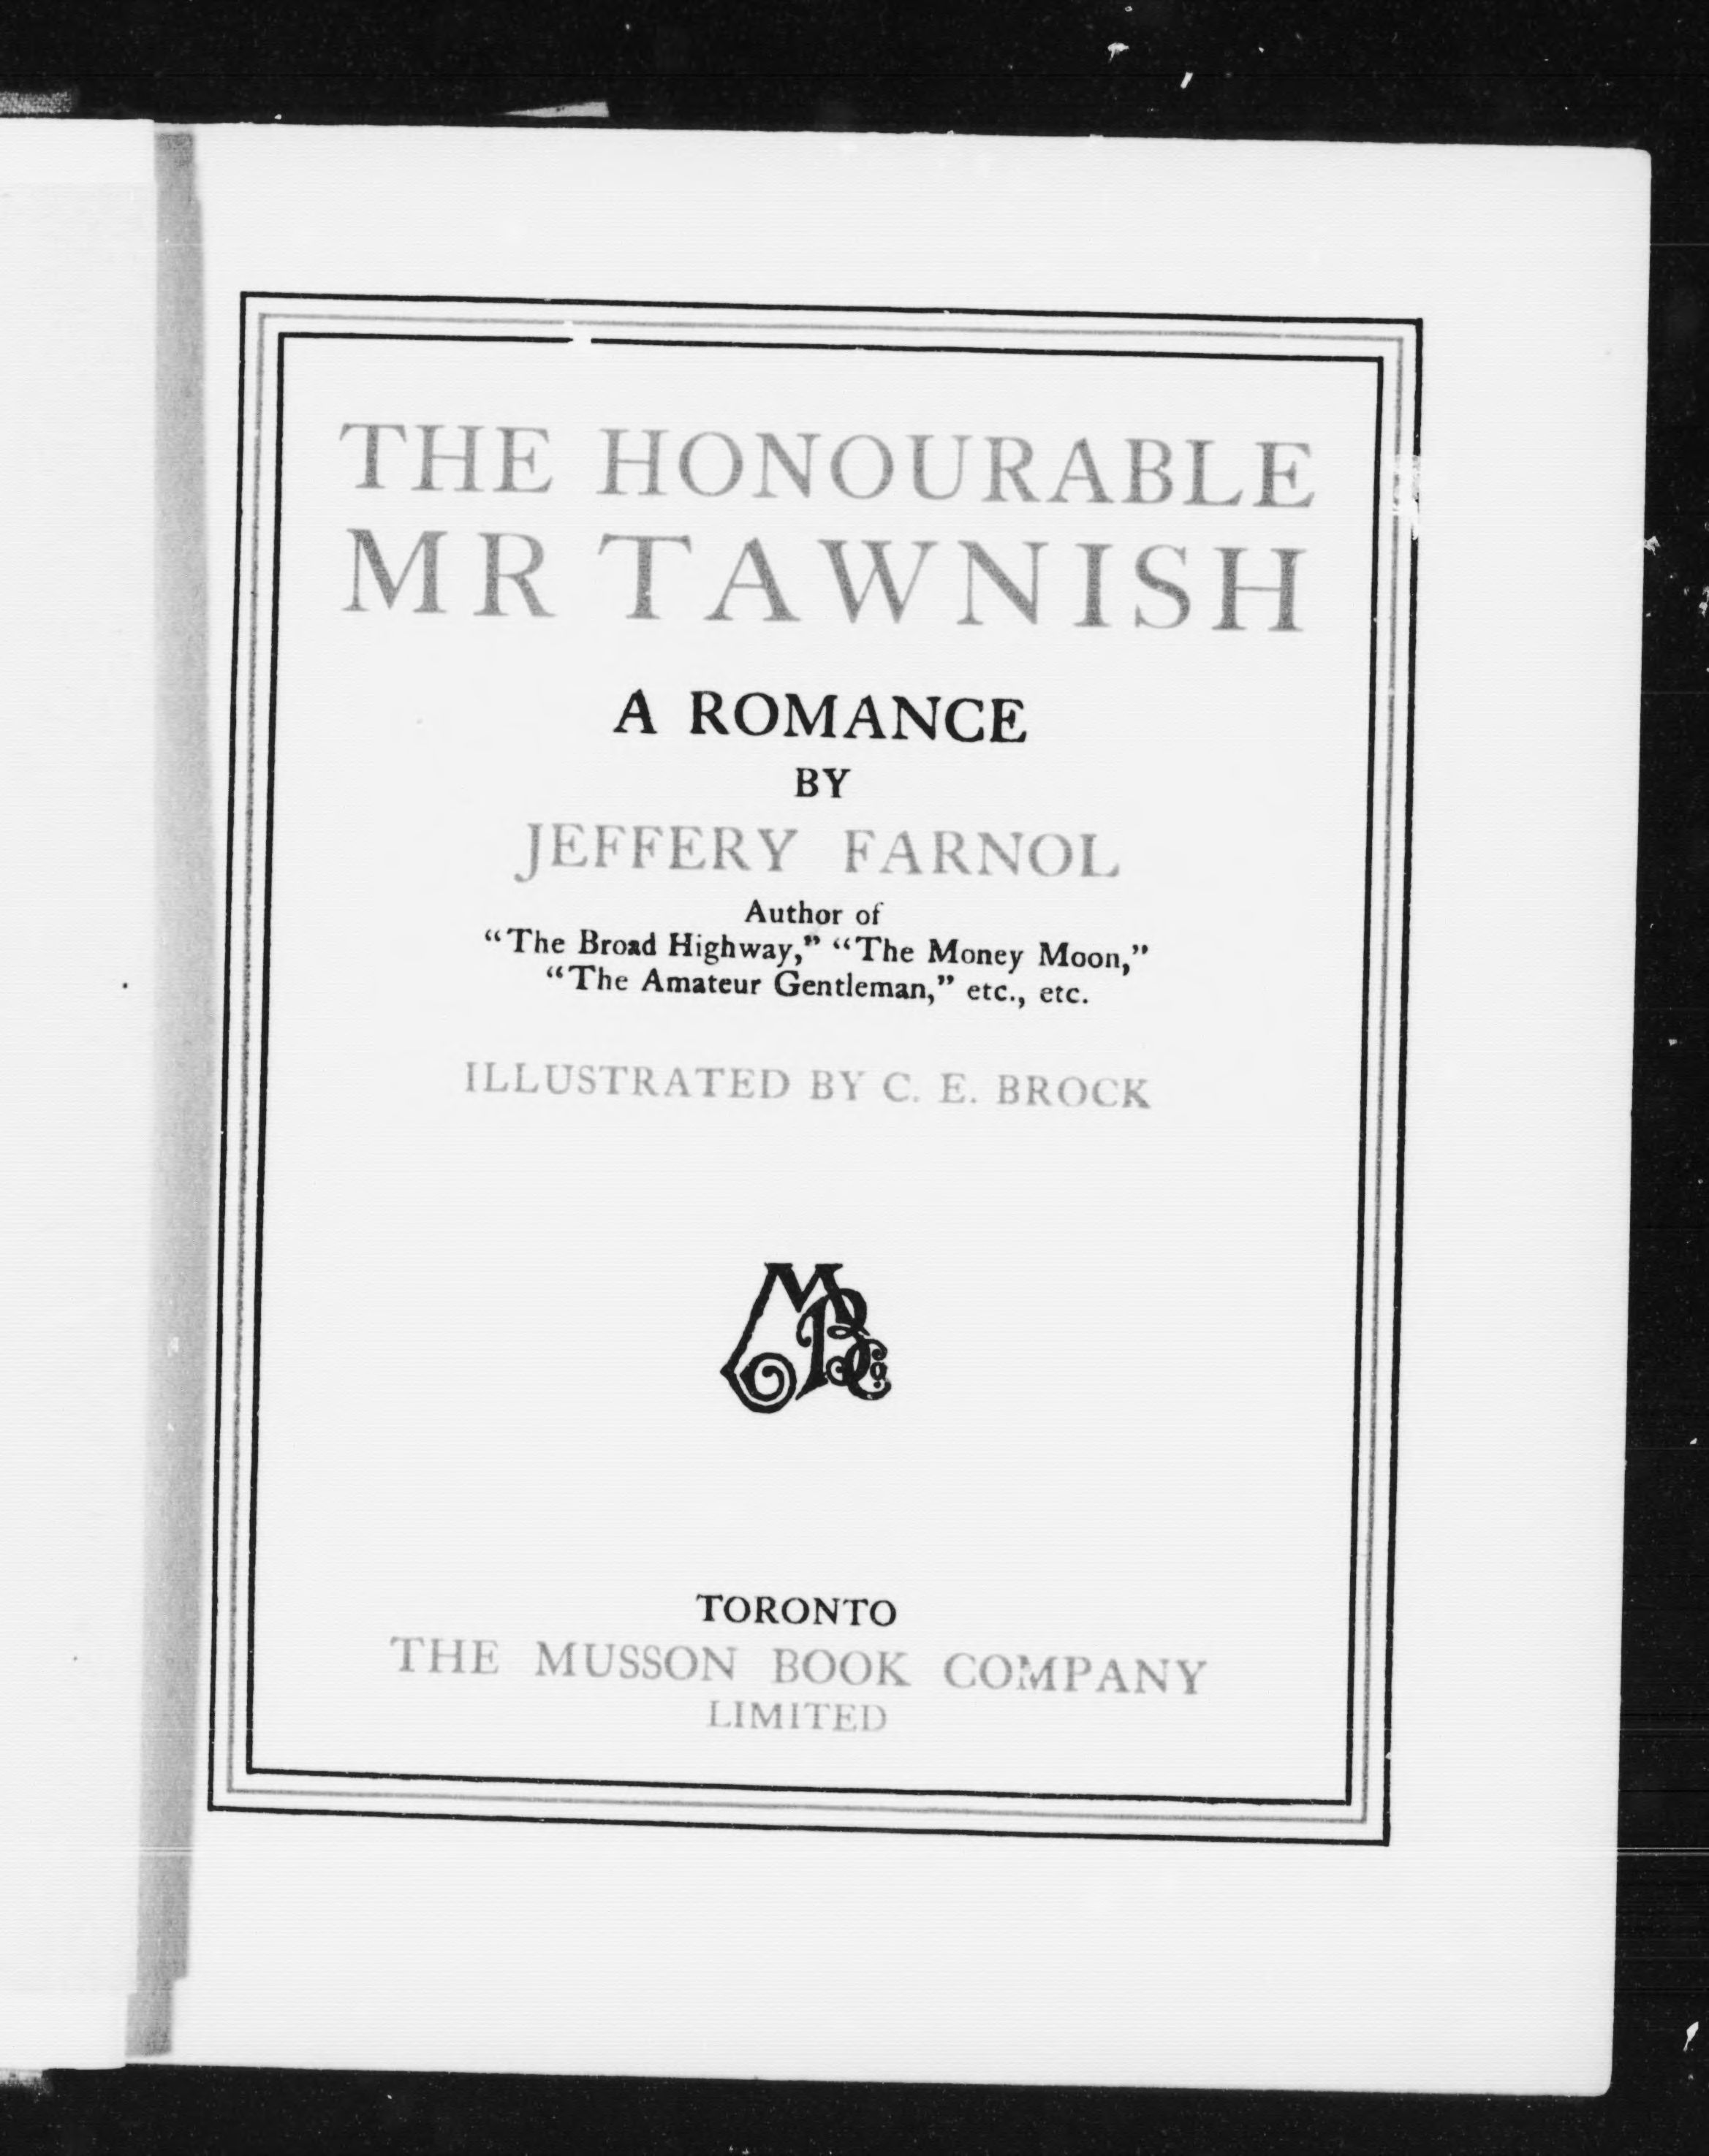 THE HONOURABLE
MR TAWNISH
A ROMANCE
BY
JEFFERY FARNOL
Author of
“The Broad Highway,” “The Money Moon,”
“The Amateur Gentleman,” etc., etc.
ILLUSTRATED BY C. E. BROCK
MBCo
TORONTO
THE MUSSON BOOK COMPANY
LIMITED